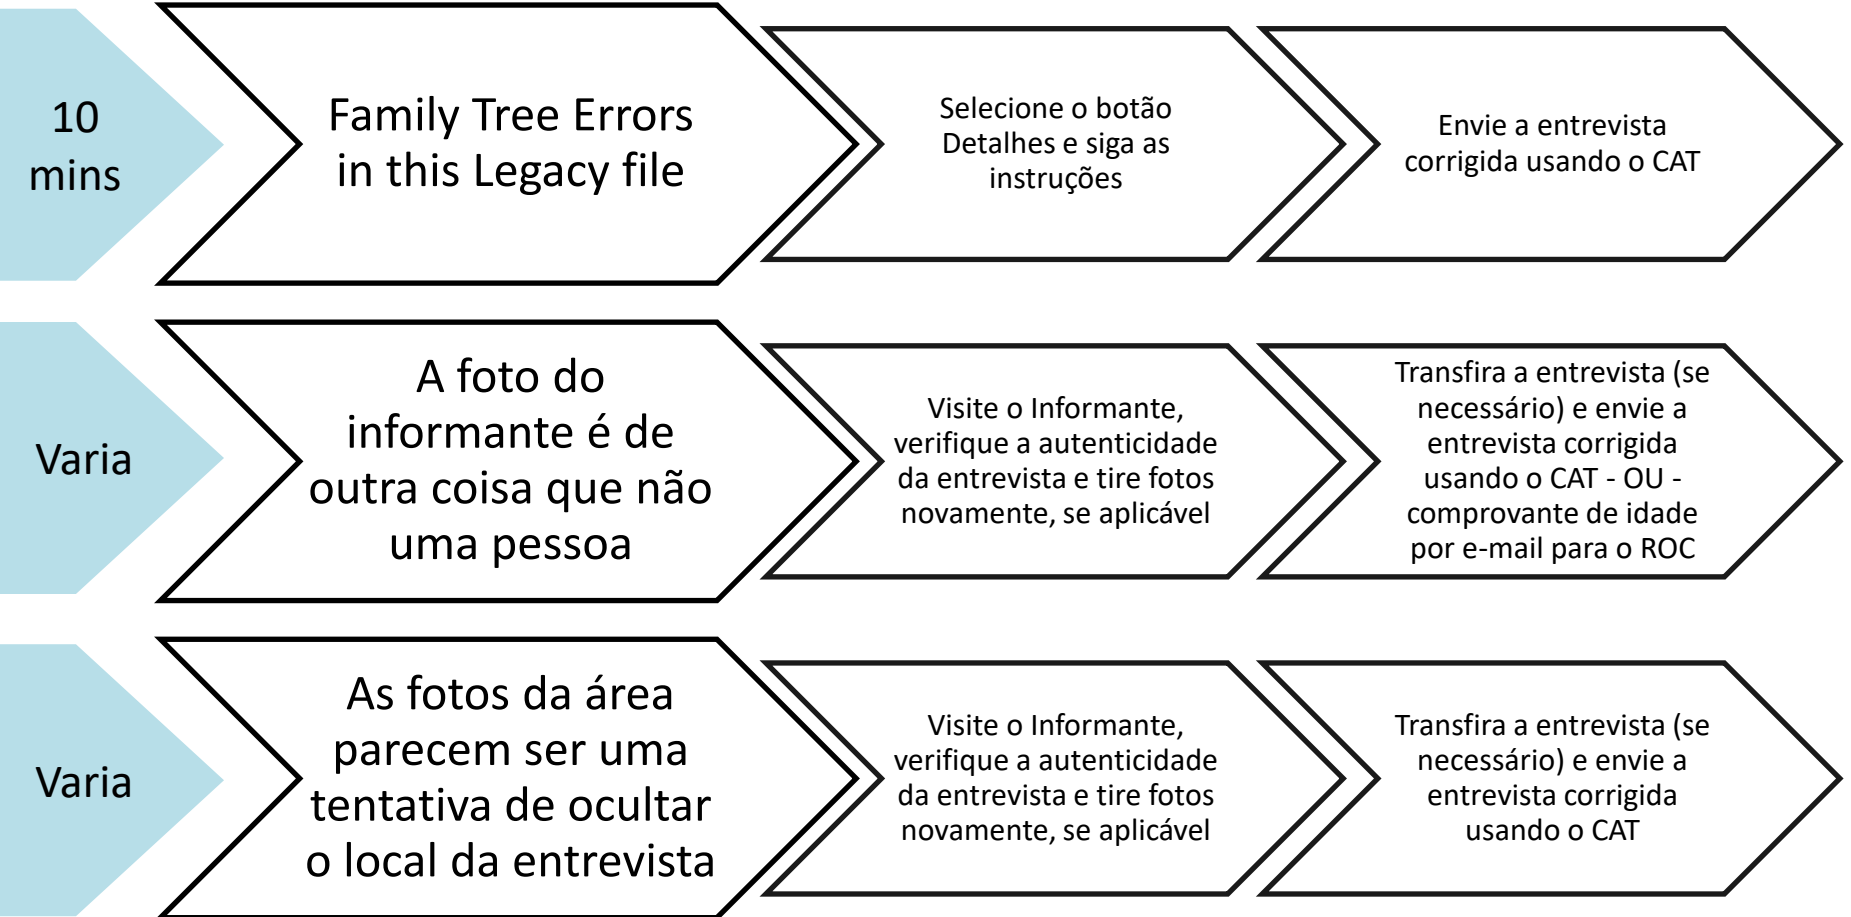 10
mins
Family Tree Errors
in this Legacy file
Selecione o botão
Detalhes e siga as
instruções
Envie a entrevista
corrigida usando o CAT
Varia
A foto do
informante é de
outra coisa que não
uma pessoa
Visite o Informante,
verifique a autenticidade
da entrevista e tire fotos
novamente, se aplicável
Transfira a entrevista (se
necessário) e envie a
entrevista corrigida
usando o CAT - OU -
comprovante de idade
por e-mail para o ROC
Varia
As fotos da área
parecem ser uma
tentativa de ocultar
o local da entrevista
Visite o Informante,
verifique a autenticidade
da entrevista e tire fotos
novamente, se aplicável
Transfira a entrevista (se
necessário) e envie a
entrevista corrigida
usando o CAT